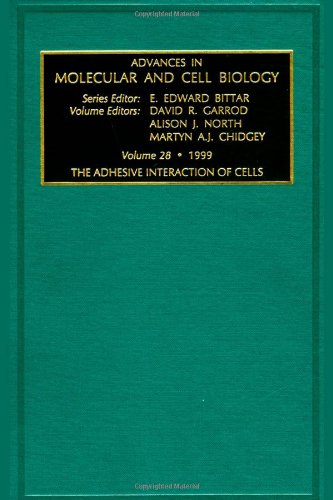 ADVANCES IN
MOLECULAR AND CELL BIOLOGY
Series Editor: E. EDWARD BITTAR
Volume Editors: DAVID R. GARROD
ALISON J. NORTH
MARTYN A.J. CHIDGEY
Volume 28 • 1999
THE ADHESIVE INTERACTION OF CELLS